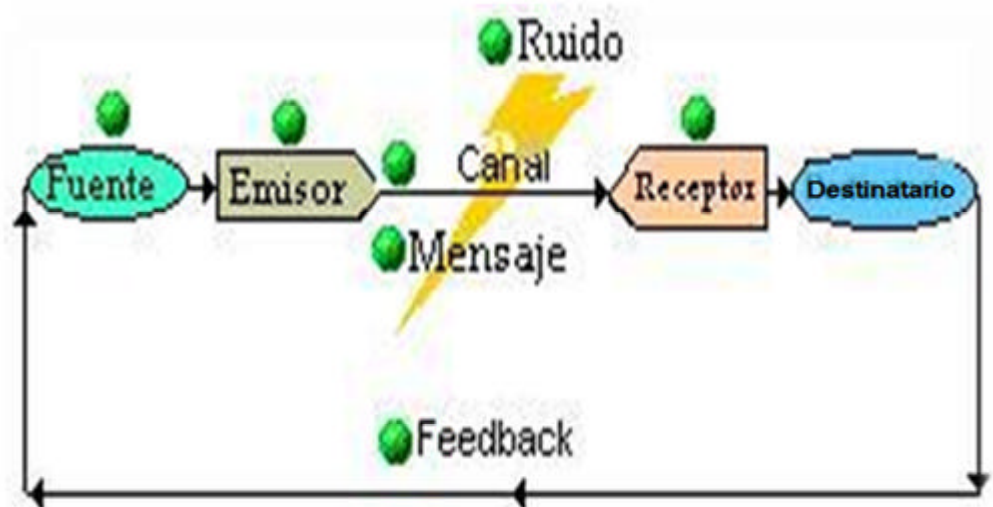 Ruido
Fuente
Emisor
Canal
Receptor
Destinatario
Mensaje
Feedback